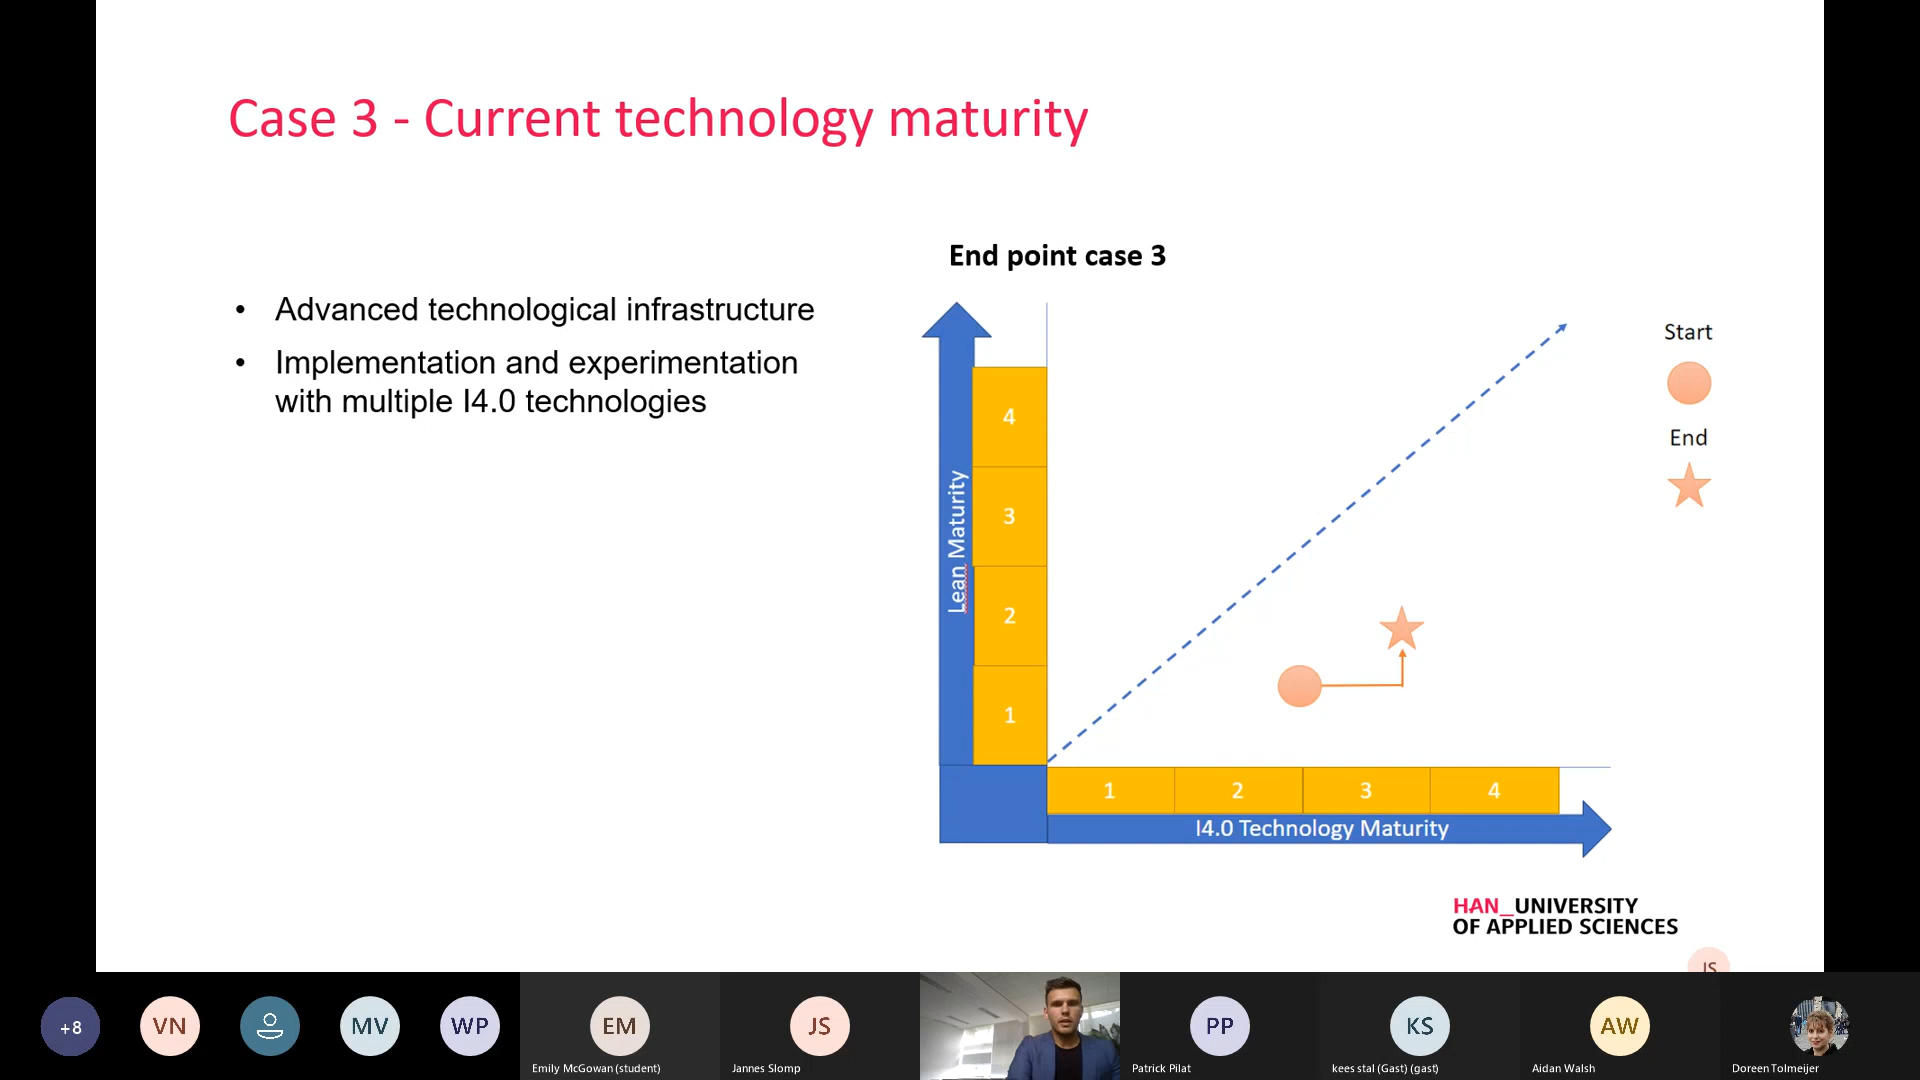 Case 3 - Current technology maturity
• Advanced technological infrastructure
• Implementation and experimentation
with multiple I4.0 technologies
End point case 3
Lean Maturity
4
3
2
1
1 2 3 4
I4.0 Technology Maturity
Start
End
HAN_UNIVERSITY
OF APPLIED SCIENCES
JS
+8 VN MV WP EM JS PP KS AW
Emily McGowan (student) Jannes Slomp Patrick Pilat kees stal (Gast) (gast) Aidan Walsh Doreen Tolmeijer